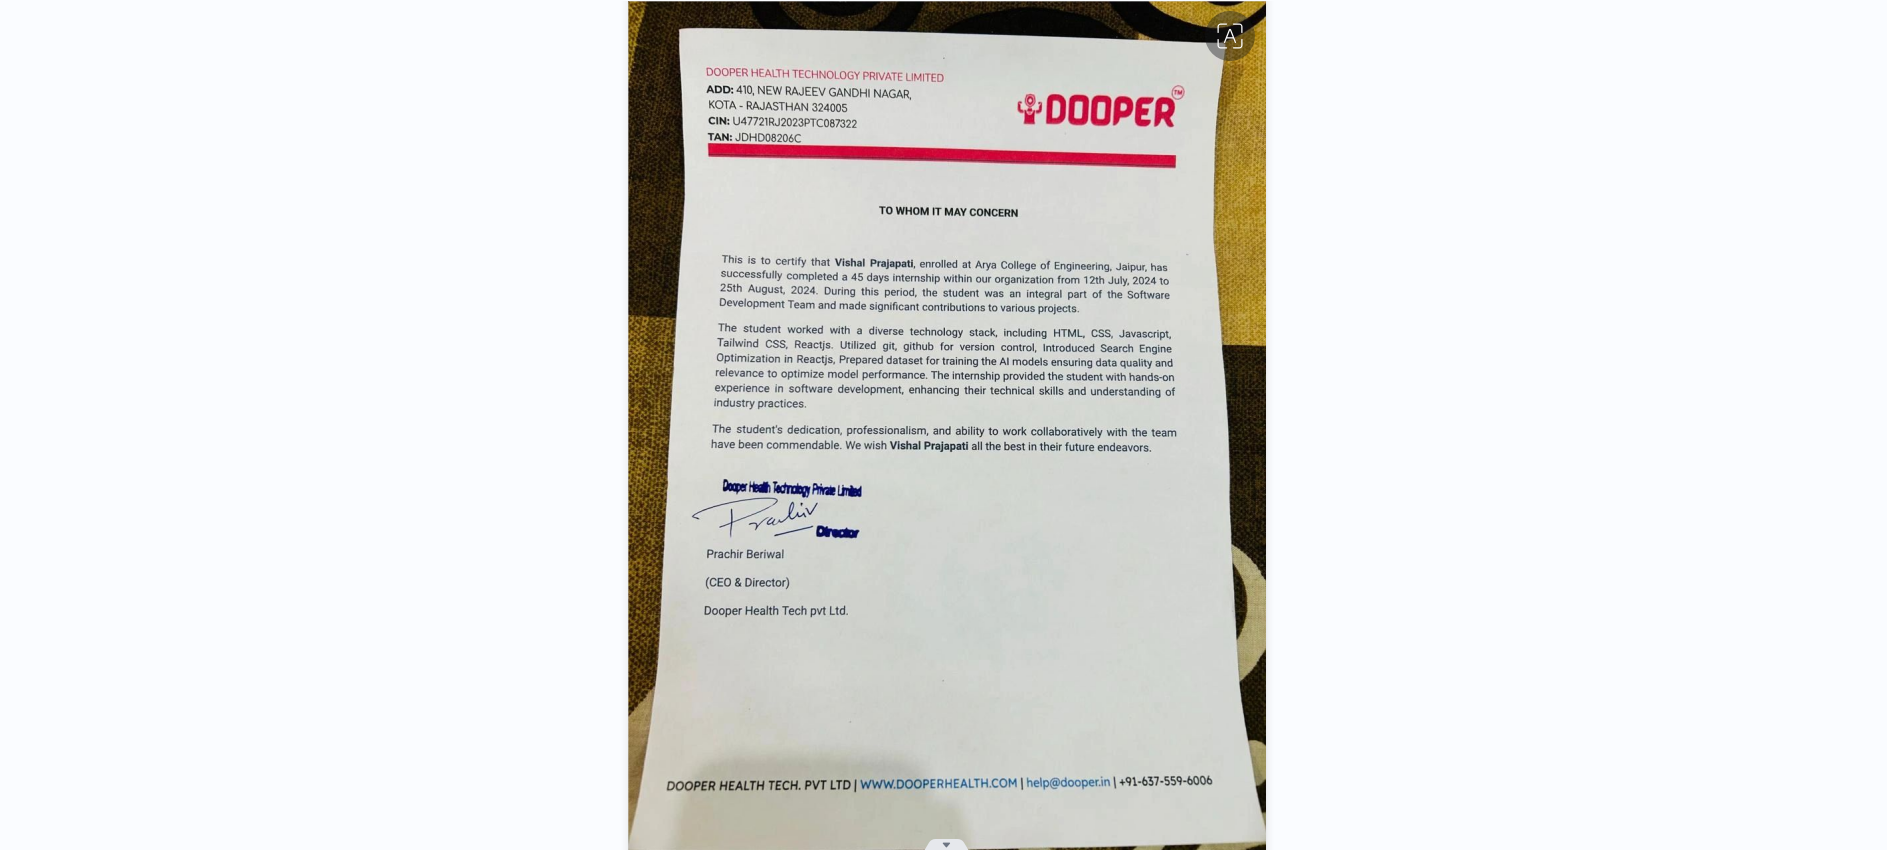 DOOPER HEALTH TECHNOLOGY PRIVATE LIMITED
ADD: 410, NEW RAJEEV GANDHI NAGAR,
KOTA - RAJASTHAN 324005
CIN: U47721RJ2023PTC087322
TAN: JDHD08206C
DOOPER TM
TO WHOM IT MAY CONCERN
This is to certify that Vishal Prajapati, enrolled at Arya College of Engineering, Jaipur, has
successfully completed a 45 days internship within our organization from 12th July, 2024 to
25th August, 2024. During this period, the student was an integral part of the Software
Development Team and made significant contributions to various projects.
The student worked with a diverse technology stack, including HTML, CSS, Javascript,
Tailwind CSS, Reactjs. Utilized git, github for version control, Introduced Search Engine
Optimization in Reactjs, Prepared dataset for training the AI models ensuring data quality and
relevance to optimize model performance. The internship provided the student with hands-on
experience in software development, enhancing their technical skills and understanding of
industry practices.
The student's dedication, professionalism, and ability to work collaboratively with the team
have been commendable. We wish Vishal Prajapati all the best in their future endeavors.
Dooper Health Technology Private Limited
Prachir
Director
Prachir Beriwal
(CEO & Director)
Dooper Health Tech pvt Ltd.
DOOPER HEALTH TECH. PVT LTD | WWW.DOOPERHEALTH.COM | help@dooper.in | +91-637-559-6006